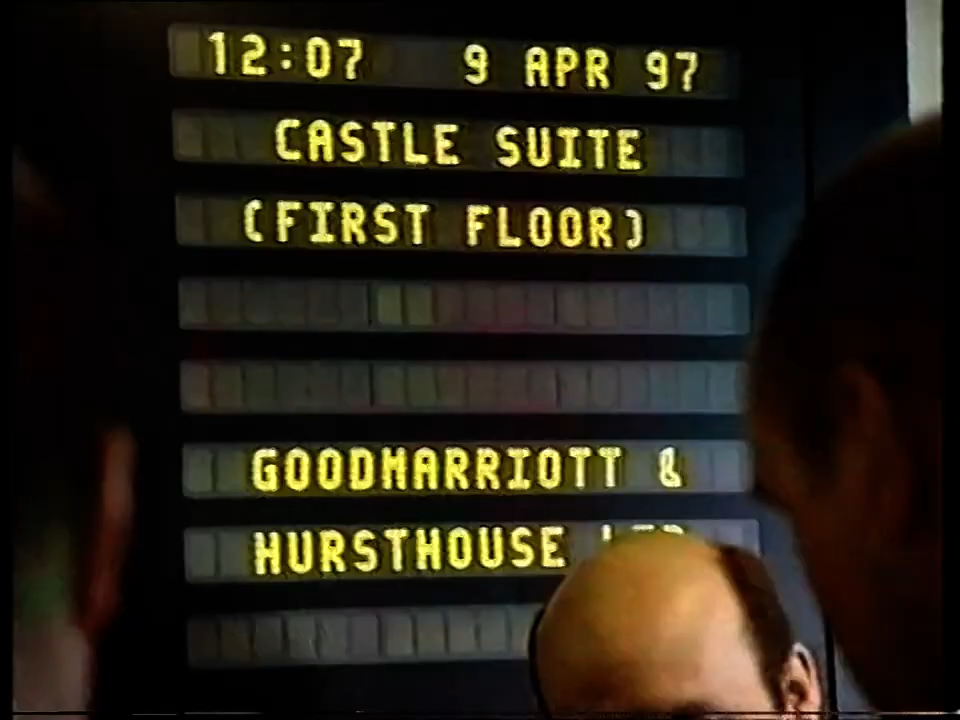 12:07 9 APR 97
CASTLE SUITE
(FIRST FLOOR)
GOODMARRIOTT &
HURSTHOUSE